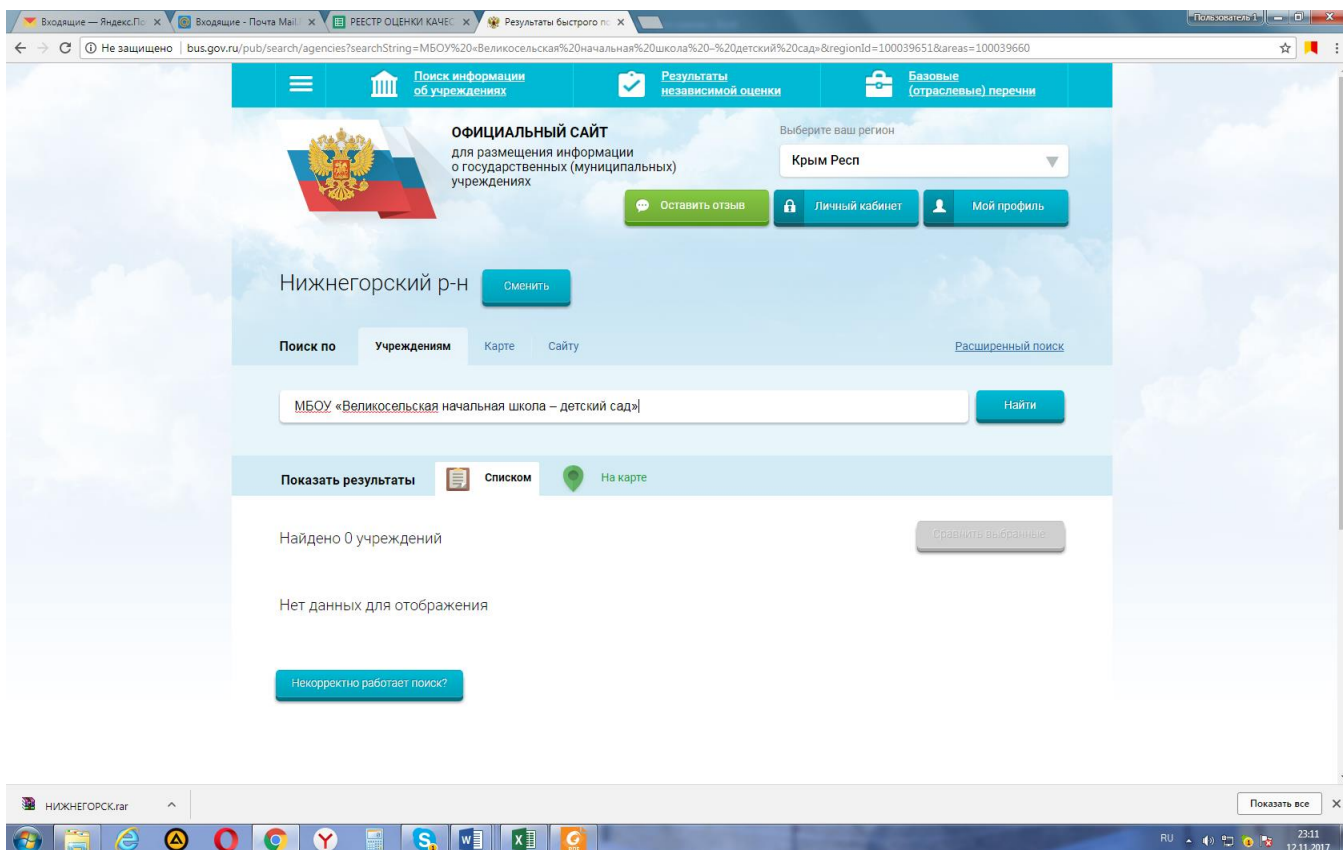 Входящие — Яндекс.По
Входящие - Почта Mail.
РЕЕСТР ОЦЕНКИ КАЧЕС
Результаты быстрого по
Пользователь 1
Не защищено | bus.gov.ru/pub/search/agencies?searchString=МБОУ%20«Великосельская%20начальная%20школа%20–%20детский%20сад»&regionId=100039651&areas=100039660
Поиск информации
об учреждениях
Результаты
независимой оценки
Базовые
(отраслевые) перечни
ОФИЦИАЛЬНЫЙ САЙТ
для размещения информации
о государственных (муниципальных)
учреждениях
Выберите ваш регион
Крым Респ
Оставить отзыв
Личный кабинет
Мой профиль
Нижнегорский р-н
Сменить
Поиск по
Учреждениям
Карте
Сайту
Расширенный поиск
МБОУ «Великосельская начальная школа – детский сад»
Найти
Показать результаты
Списком
На карте
Найдено 0 учреждений
Сравнить выбранные
Нет данных для отображения
Некорректно работает поиск?
НИЖНЕГОРСК.rar
Показать все
RU
23:11
12.11.2017